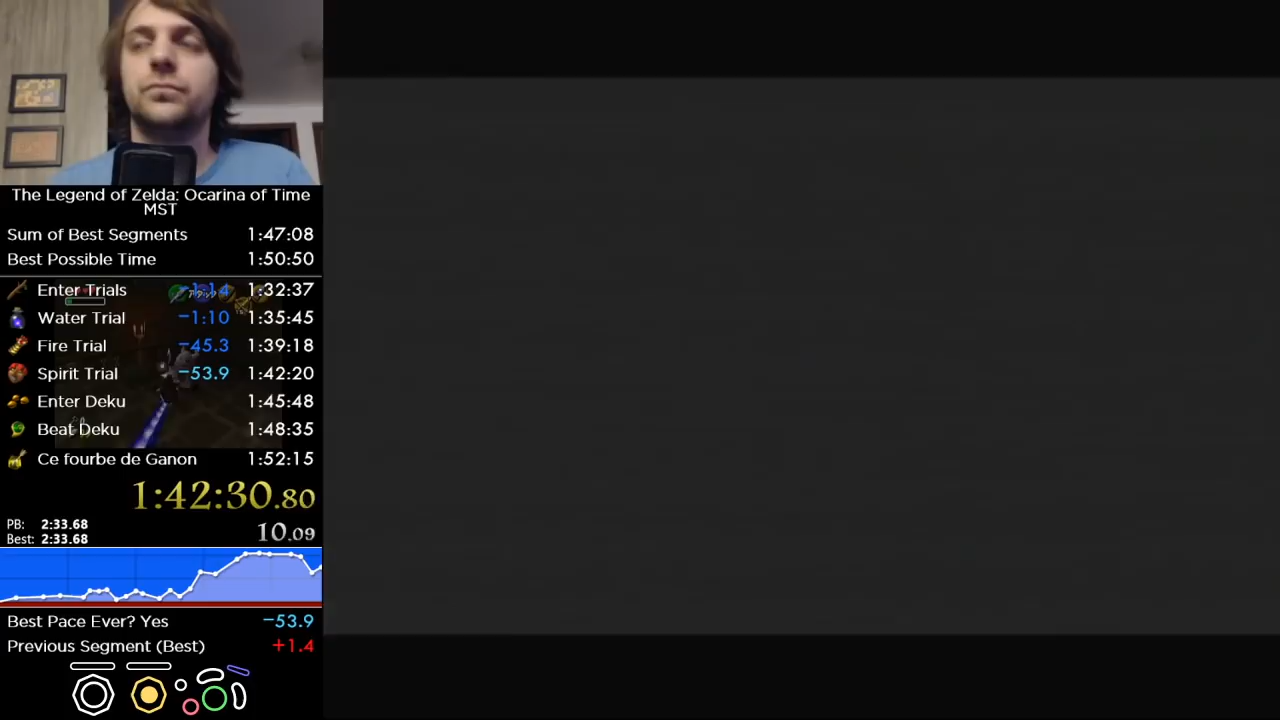 The Legend of Zelda: Ocarina of Time
MST
Sum of Best Segments 1:47:08
Best Possible Time 1:50:50
Enter Trials −1:14 1:32:37
Water Trial −1:10 1:35:45
Fire Trial −45.3 1:39:18
Spirit Trial −53.9 1:42:20
Enter Deku 1:45:48
Beat Deku 1:48:35
Ce fourbe de Ganon 1:52:15
1:42:30.80
PB: 2:33.68
Best: 2:33.68
10.09
Best Pace Ever? Yes −53.9
Previous Segment (Best) +1.4